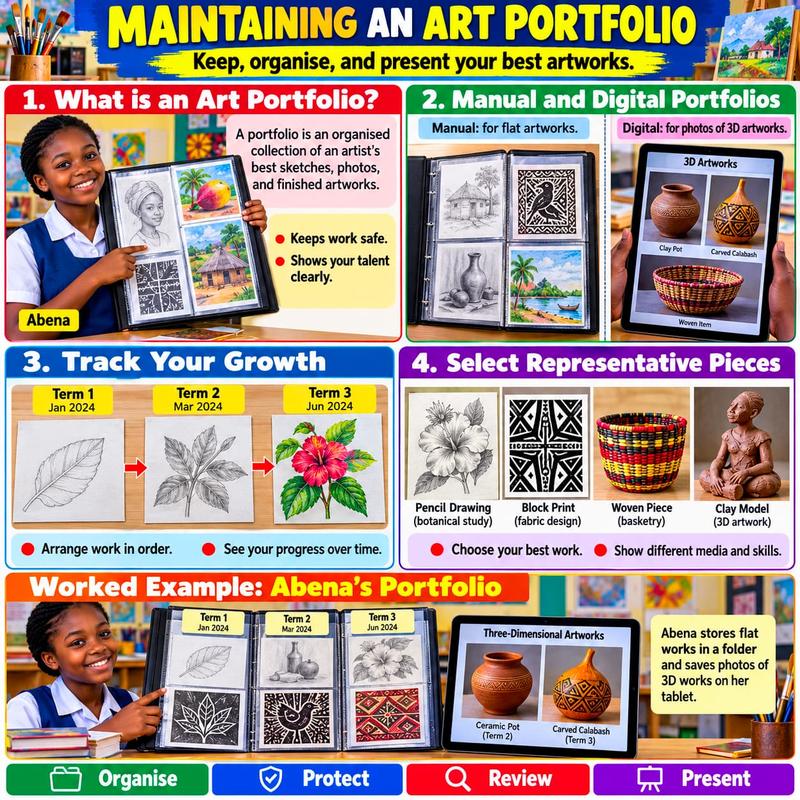 MAINTAINING AN ART PORTFOLIO
Keep, organise, and present your best artworks.
1. What is an Art Portfolio?
A portfolio is an organised
collection of an artist's
best sketches, photos,
and finished artworks.
Keeps work safe.
Shows your talent
clearly.
Abena
2. Manual and Digital Portfolios
Manual: for flat artworks.
Digital: for photos of 3D artworks.
3D Artworks
Clay Pot
Carved Calabash
Woven Item
3. Track Your Growth
Term 1
Jan 2024
Term 2
Mar 2024
Term 3
Jun 2024
Arrange work in order.
See your progress over time.
4. Select Representative Pieces
Pencil Drawing
(botanical study)
Block Print
(fabric design)
Woven Piece
(basketry)
Clay Model
(3D artwork)
Choose your best work.
Show different media and skills.
Worked Example: Abena's Portfolio
Term 1
Jan 2024
Term 2
Mar 2024
Term 3
Jun 2024
Three-Dimensional Artworks
Ceramic Pot
(Term 2)
Carved Calabash
(Term 3)
Abena stores flat
works in a folder
and saves photos of
3D works on her
tablet.
Organise
Protect
Review
Present